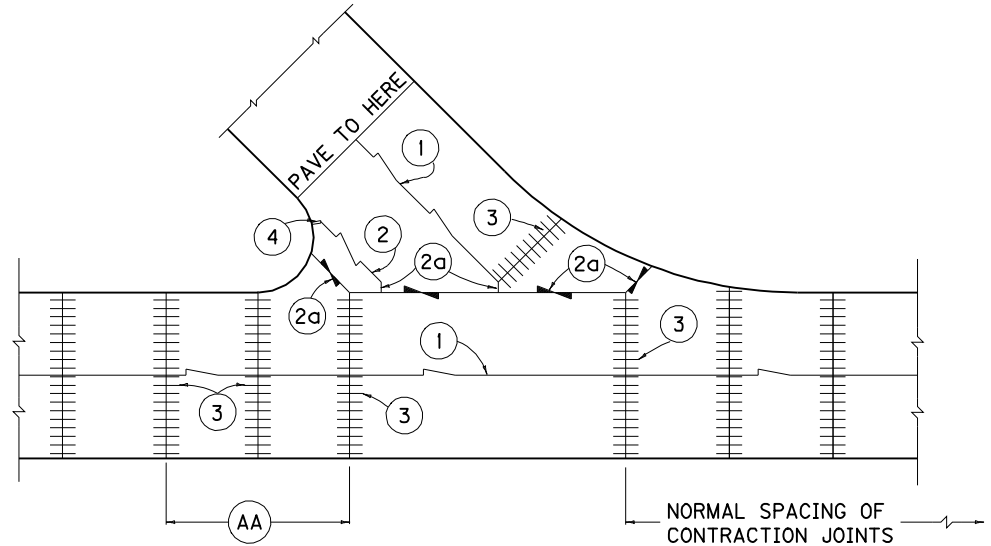 PAVE TO HERE
1
3
4
2
2a
2a
2a
3
1
3
3
AA
NORMAL SPACING OF
CONTRACTION JOINTS